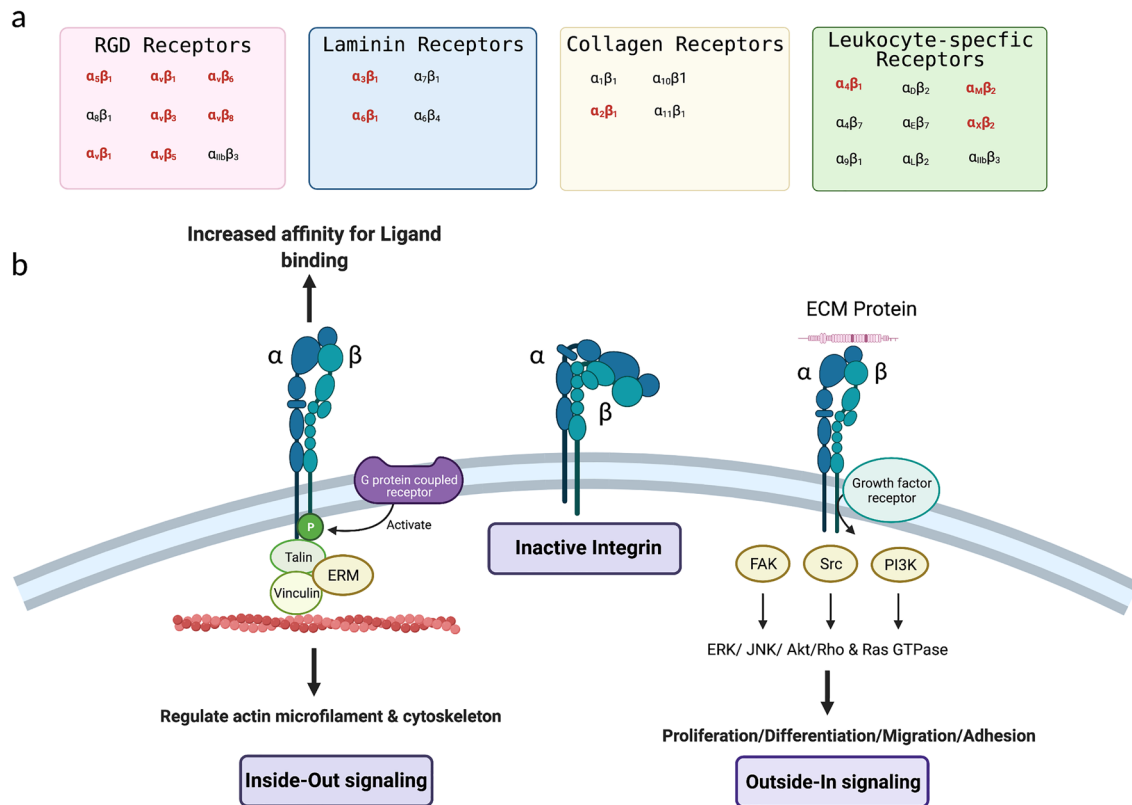 a
RGD Receptors
α₅β₁ αᵥβ₁ αᵥβ₆
α₈β₁ αᵥβ₃ αᵥβ₈
αᵥβ₁ αᵥβ₅ αIIbβ₃
Laminin Receptors
α₃β₁ α₇β₁
α₆β₁ α₆β₄
Collagen Receptors
α₁β₁ α₁₀β1
α₂β₁ α₁₁β₁
Leukocyte-specfic
Receptors
α₄β₁ αDβ₂ αMβ₂
α₄β₇ αEβ₇ αXβ₂
α₉β₁ αLβ₂ αIIbβ₃
b
Increased affinity for Ligand
binding
α β
G protein coupled
receptor
Activate
P
Talin
ERM
Vinculin
Regulate actin microfilament & cytoskeleton
Inside-Out signaling
α
β
Inactive Integrin
ECM Protein
α β
Growth factor
receptor
FAK Src PI3K
ERK/ JNK/ Akt/Rho & Ras GTPase
Proliferation/Differentiation/Migration/Adhesion
Outside-In signaling